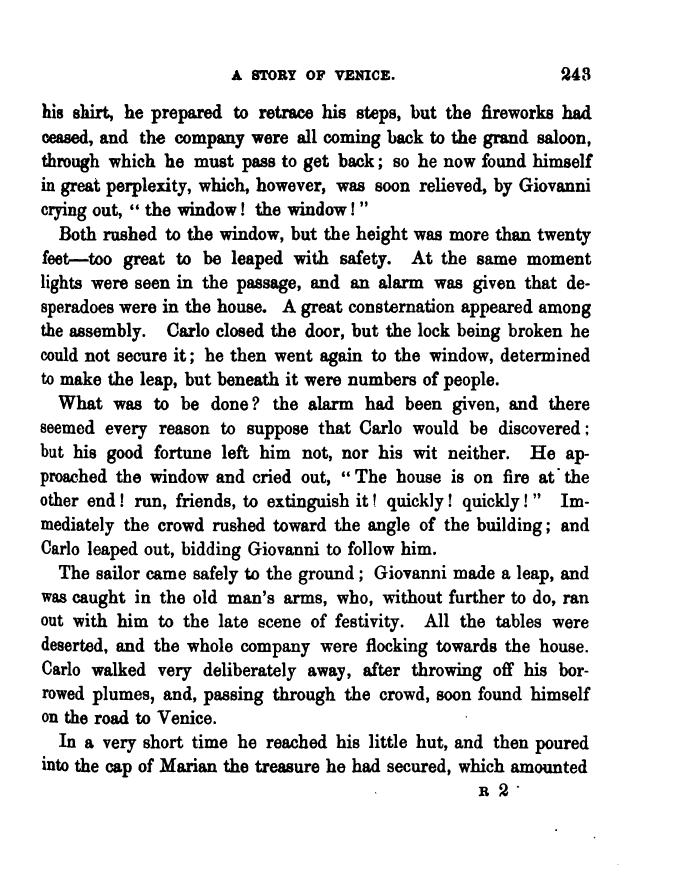 A STORY OF VENICE. 243
his shirt, he prepared to retrace his steps, but the fireworks had
ceased, and the company were all coming back to the grand saloon,
through which he must pass to get back; so he now found himself
in great perplexity, which, however, was soon relieved, by Giovanni
crying out, “ the window! the window!”
Both rushed to the window, but the height was more than twenty
feet—too great to be leaped with safety. At the same moment
lights were seen in the passage, and an alarm was given that de-
speradoes were in the house. A great consternation appeared among
the assembly. Carlo closed the door, but the lock being broken he
could not secure it; he then went again to the window, determined
to make the leap, but beneath it were numbers of people.
What was to be done? the alarm had been given, and there
seemed every reason to suppose that Carlo would be discovered;
but his good fortune left him not, nor his wit neither. He ap-
proached the window and cried out, “ The house is on fire at the
other end! run, friends, to extinguish it! quickly! quickly!” Im-
mediately the crowd rushed toward the angle of the building; and
Carlo leaped out, bidding Giovanni to follow him.
The sailor came safely to the ground; Giovanni made a leap, and
was caught in the old man's arms, who, without further to do, ran
out with him to the late scene of festivity. All the tables were
deserted, and the whole company were flocking towards the house.
Carlo walked very deliberately away, after throwing off his bor-
rowed plumes, and, passing through the crowd, soon found himself
on the road to Venice.
In a very short time he reached his little hut, and then poured
into the cap of Marian the treasure he had secured, which amounted
R 2